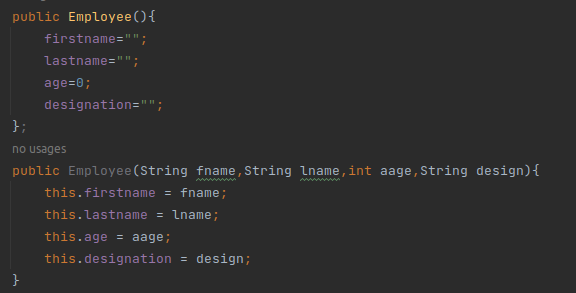 public Employee(){
    firstname="";
    lastname="";
    age=0;
    designation="";
};
no usages
public Employee(String fname,String lname,int aage,String design){
    this.firstname = fname;
    this.lastname = lname;
    this.age = aage;
    this.designation = design;
}